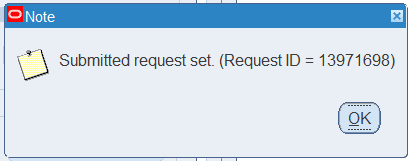 Note
Submitted request set. (Request ID = 13971698)
OK